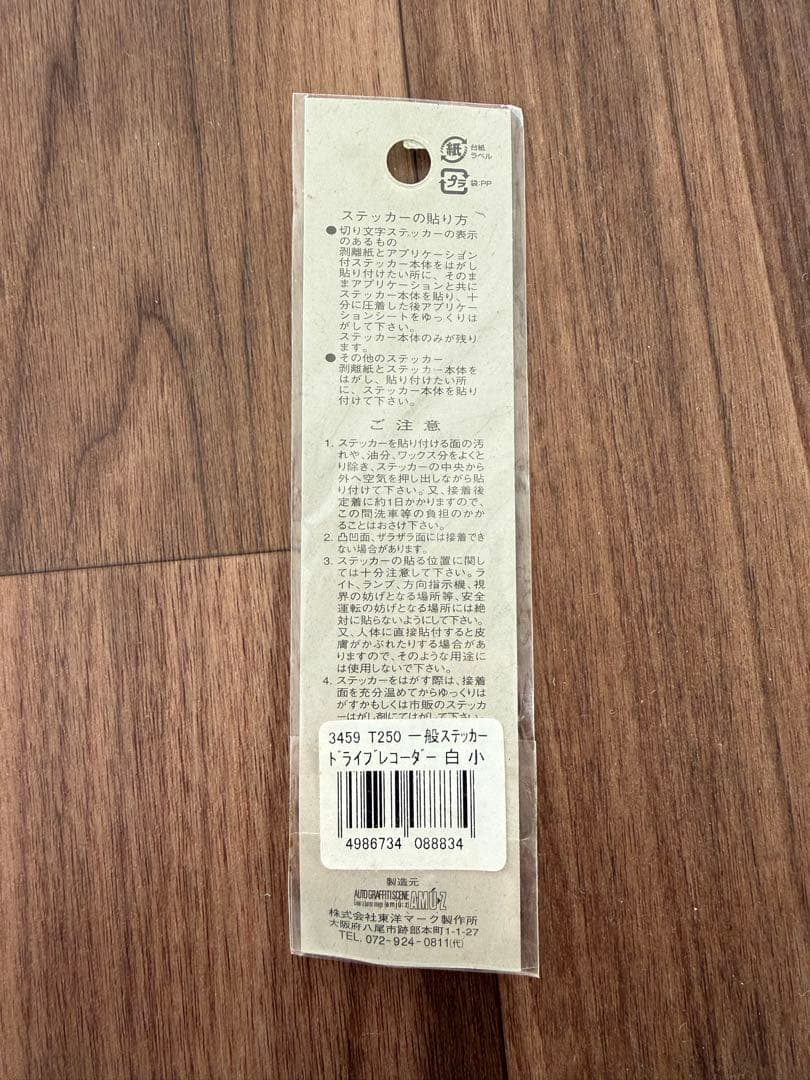 紙 台紙
ラベル
プラ 袋:PP
ステッカーの貼り方
●切り文字ステッカーの表示
のあるもの
剥離紙とアプリケーション
付ステッカー本体をはがし
貼り付けたい所に、そのま
まアプリケーションと共に
ステッカー本体を貼り、十
分に圧着した後アプリケー
ションシートをゆっくりは
がして下さい。
ステッカー本体のみが残り
ます。
●その他のステッカー
剥離紙とステッカー本体を
はがし、貼り付けたい所
に、ステッカー本体を貼り
付けて下さい。
ご注意
1. ステッカーを貼り付ける面の汚
れや、油分、ワックス分をよくと
り除き、ステッカーの中央から
外へ空気を押し出しながら貼
り付けて下さい。又、接着後
定着に約1日かかりますので、
この間洗車等の負担のかか
ることはおさけ下さい。
2. 凸凹面、ザラザラ面には接着でき
ない場合があります。
3. ステッカーの貼る位置に関し
ては十分注意して下さい。ラ
イト、ランプ、方向指示機、視
界の妨げとなる場所等、安全
運転の妨げとなる場所には絶
対に貼らないようにして下さい。
又、人体に直接貼付すると皮
膚がかぶれたりする場合があ
りますので、そのような用途に
は使用しないで下さい。
4. ステッカーをはがす際は、接着
面を充分温めてからゆっくりは
がすかもしくは市販のステッカ
ーはがし剤にてはがして下さい
3459 T250 一般ステッカー
ドライブレコーダー 白 小
4986734 088834
製造元
AUTO GRAFFITI SCENE AMUZ
株式会社東洋マーク製作所
大阪府八尾市跡部本町1-1-27
TEL. 072-924-0811(代)